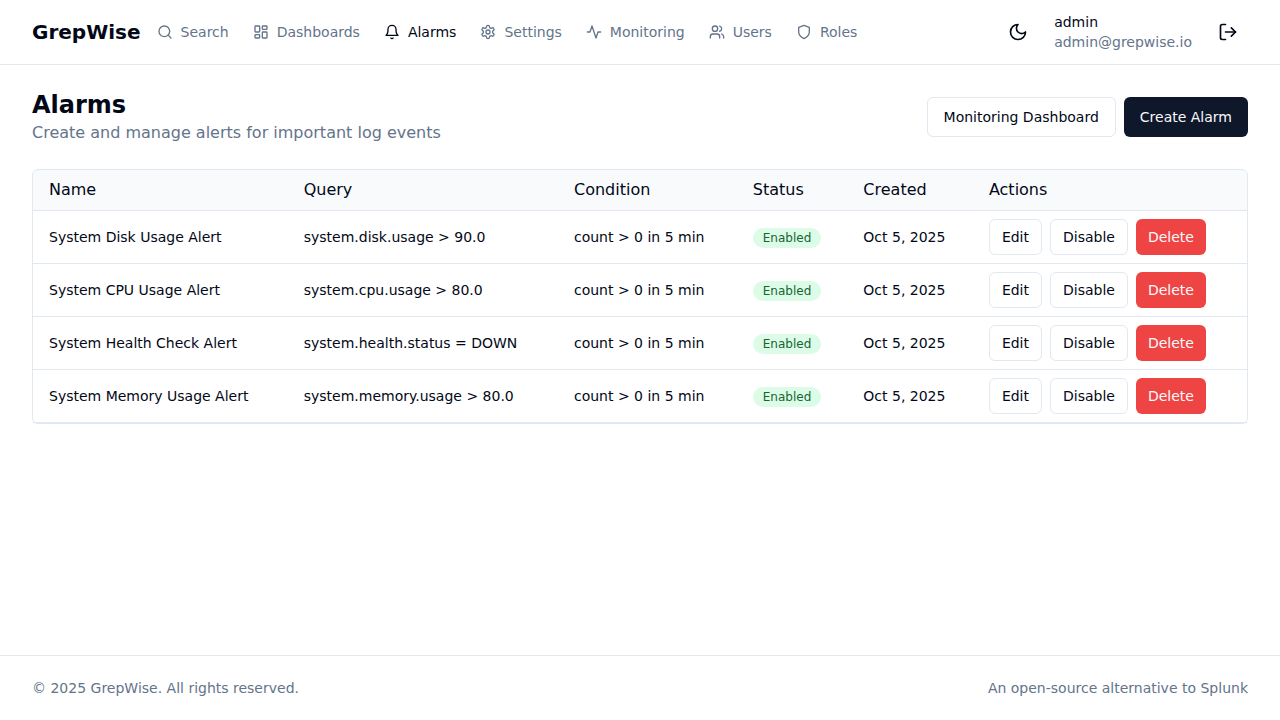 GrepWise Search Dashboards Alarms Settings Monitoring Users Roles admin
admin@grepwise.io
Alarms
Create and manage alerts for important log events
Monitoring Dashboard Create Alarm
Name Query Condition Status Created Actions
System Disk Usage Alert system.disk.usage > 90.0 count > 0 in 5 min Enabled Oct 5, 2025 Edit Disable Delete
System CPU Usage Alert system.cpu.usage > 80.0 count > 0 in 5 min Enabled Oct 5, 2025 Edit Disable Delete
System Health Check Alert system.health.status = DOWN count > 0 in 5 min Enabled Oct 5, 2025 Edit Disable Delete
System Memory Usage Alert system.memory.usage > 80.0 count > 0 in 5 min Enabled Oct 5, 2025 Edit Disable Delete
© 2025 GrepWise. All rights reserved. An open-source alternative to Splunk